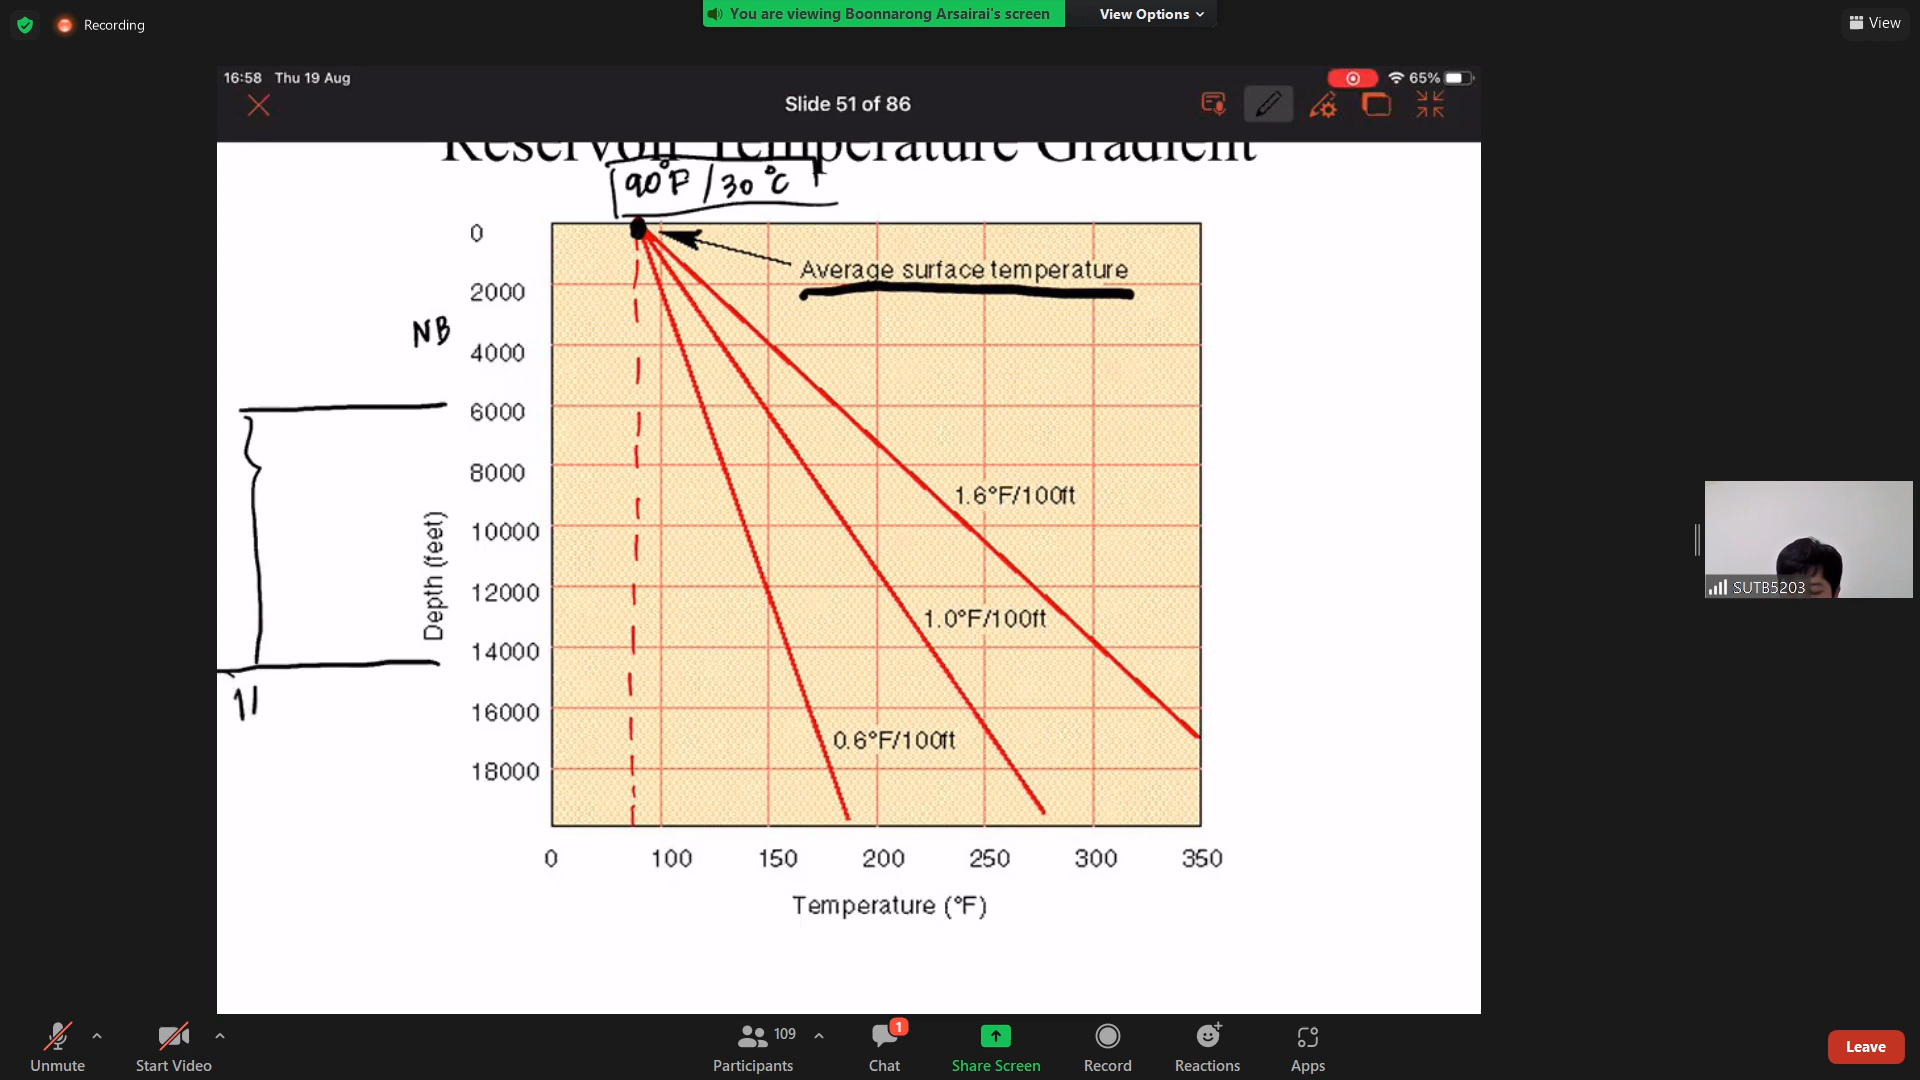 Recording
You are viewing Boonnarong Arsairai's screen
View Options
View
16:58 Thu 19 Aug
65%
Slide 51 of 86
Reservoir Temperature Gradient
90°F / 30°C
0
Average surface temperature
2000
NB
4000
6000
8000
1.6°F/100ft
10000
Depth (feet)
12000
SUTB5203
1.0°F/100ft
14000
16000
0.6°F/100ft
18000
0 100 150 200 250 300 350
Temperature (°F)
Unmute
Start Video
109
Participants
1
Chat
Share Screen
Record
Reactions
Apps
Leave